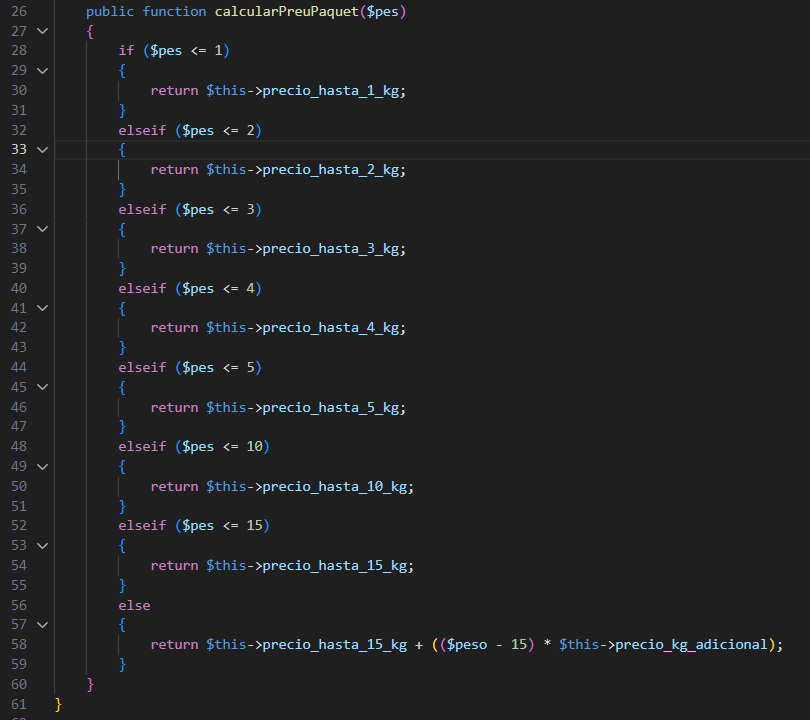 26 public function calcularPreuPaquet($pes)
27 {
28 if ($pes <= 1)
29 {
30 return $this->precio_hasta_1_kg;
31 }
32 elseif ($pes <= 2)
33 {
34 return $this->precio_hasta_2_kg;
35 }
36 elseif ($pes <= 3)
37 {
38 return $this->precio_hasta_3_kg;
39 }
40 elseif ($pes <= 4)
41 {
42 return $this->precio_hasta_4_kg;
43 }
44 elseif ($pes <= 5)
45 {
46 return $this->precio_hasta_5_kg;
47 }
48 elseif ($pes <= 10)
49 {
50 return $this->precio_hasta_10_kg;
51 }
52 elseif ($pes <= 15)
53 {
54 return $this->precio_hasta_15_kg;
55 }
56 else
57 {
58 return $this->precio_hasta_15_kg + (($peso - 15) * $this->precio_kg_adicional);
59 }
60 }
61 }